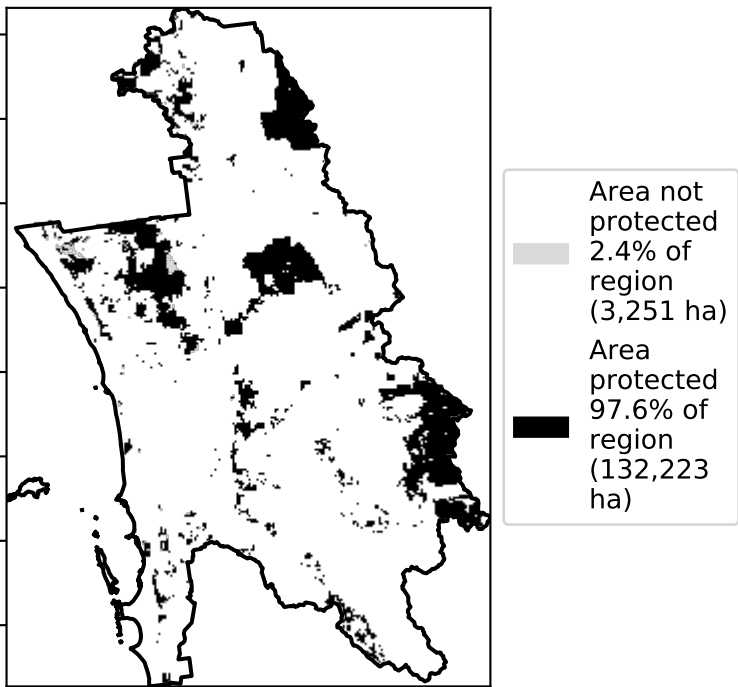 Area not
protected
2.4% of
region
(3,251 ha)
Area
protected
97.6% of
region
(132,223
ha)